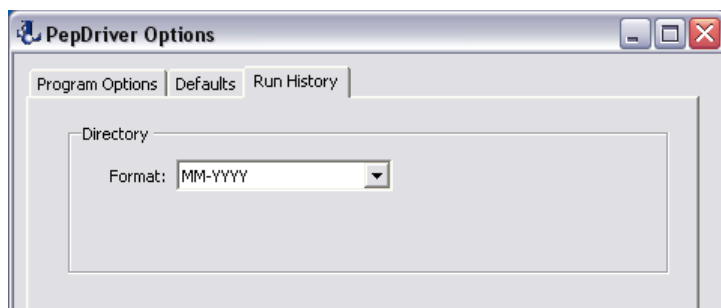 PepDriver Options
Program Options Defaults Run History
Directory
Format: MM-YYYY